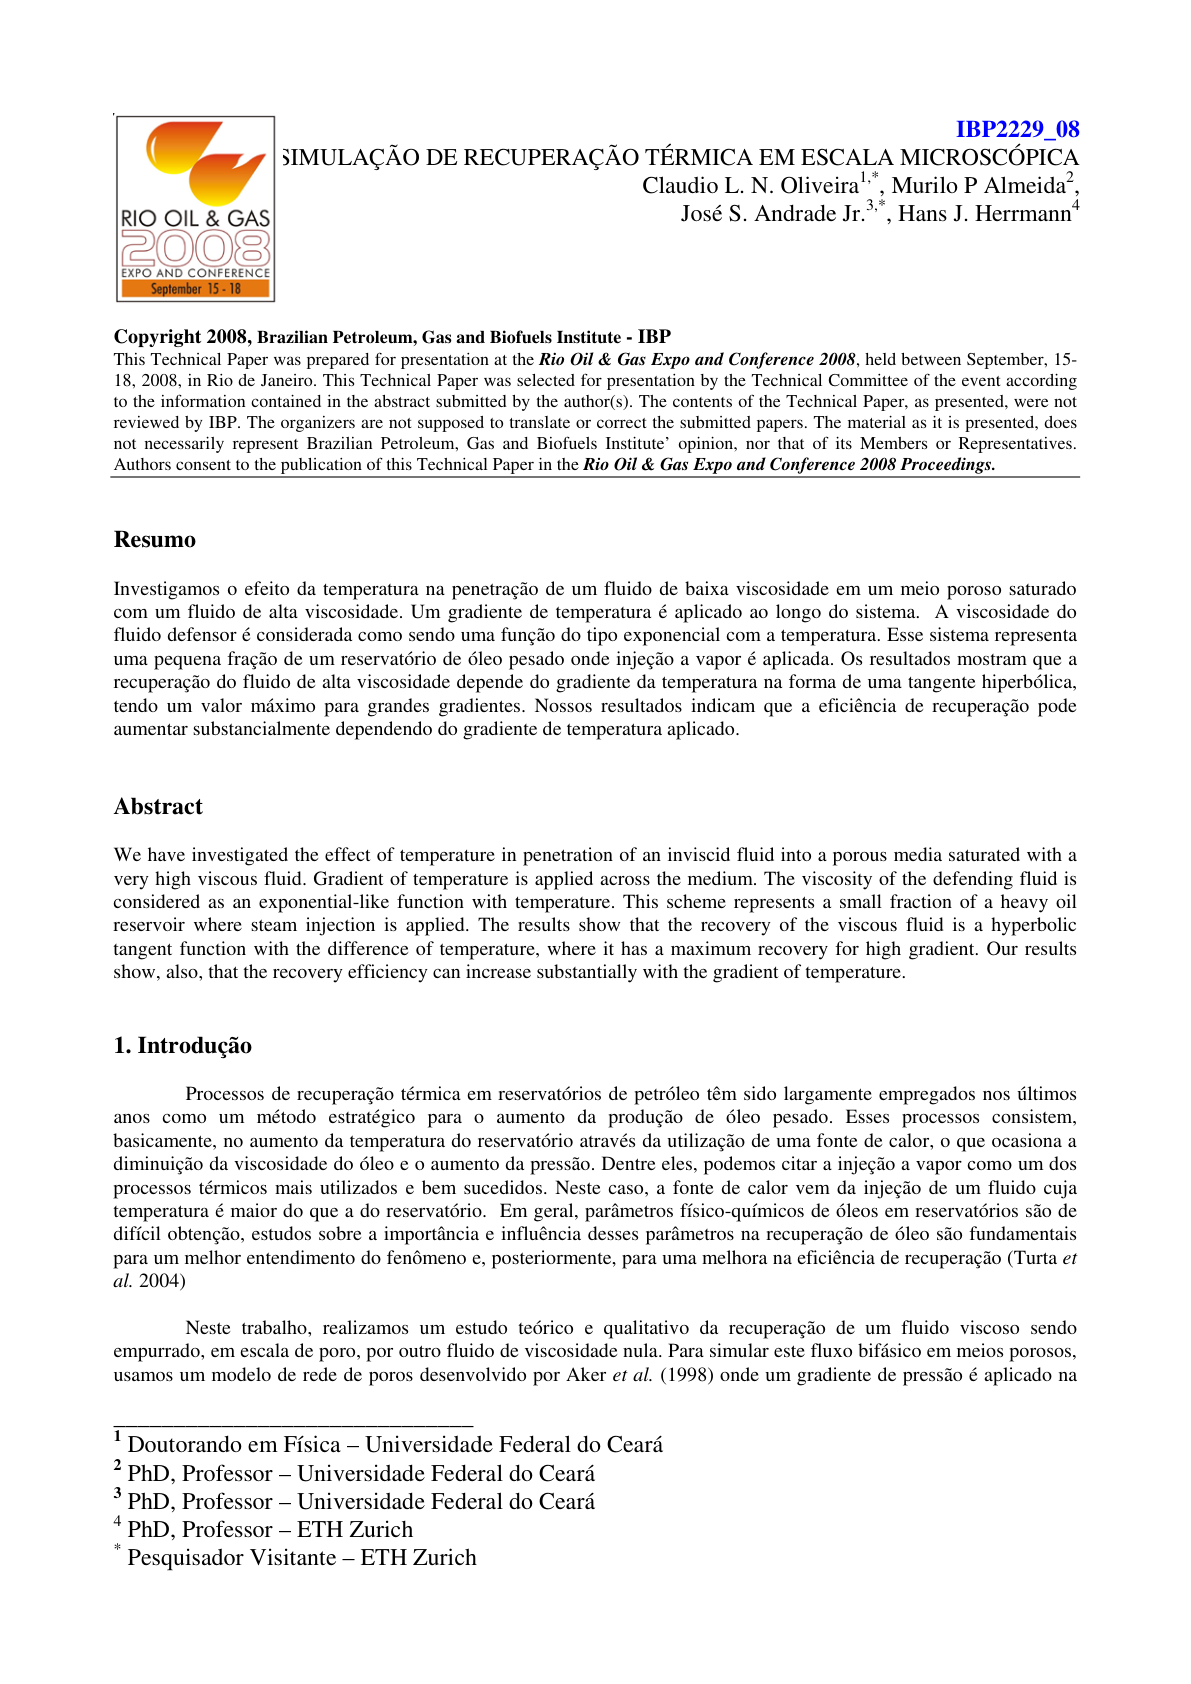 IBP2229_08
SIMULAÇÃO DE RECUPERAÇÃO TÉRMICA EM ESCALA MICROSCÓPICA
Claudio L. N. Oliveira1,*, Murilo P Almeida2,
José S. Andrade Jr.3,*, Hans J. Herrmann4
RIO OIL & GAS
2008
EXPO AND CONFERENCE
September 15 - 18
Copyright 2008, Brazilian Petroleum, Gas and Biofuels Institute - IBP
This Technical Paper was prepared for presentation at the Rio Oil & Gas Expo and Conference 2008, held between September, 15-
18, 2008, in Rio de Janeiro. This Technical Paper was selected for presentation by the Technical Committee of the event according
to the information contained in the abstract submitted by the author(s). The contents of the Technical Paper, as presented, were not
reviewed by IBP. The organizers are not supposed to translate or correct the submitted papers. The material as it is presented, does
not necessarily represent Brazilian Petroleum, Gas and Biofuels Institute’ opinion, nor that of its Members or Representatives.
Authors consent to the publication of this Technical Paper in the Rio Oil & Gas Expo and Conference 2008 Proceedings.
Resumo
Investigamos o efeito da temperatura na penetração de um fluido de baixa viscosidade em um meio poroso saturado
com um fluido de alta viscosidade. Um gradiente de temperatura é aplicado ao longo do sistema. A viscosidade do
fluido defensor é considerada como sendo uma função do tipo exponencial com a temperatura. Esse sistema representa
uma pequena fração de um reservatório de óleo pesado onde injeção a vapor é aplicada. Os resultados mostram que a
recuperação do fluido de alta viscosidade depende do gradiente da temperatura na forma de uma tangente hiperbólica,
tendo um valor máximo para grandes gradientes. Nossos resultados indicam que a eficiência de recuperação pode
aumentar substancialmente dependendo do gradiente de temperatura aplicado.
Abstract
We have investigated the effect of temperature in penetration of an inviscid fluid into a porous media saturated with a
very high viscous fluid. Gradient of temperature is applied across the medium. The viscosity of the defending fluid is
considered as an exponential-like function with temperature. This scheme represents a small fraction of a heavy oil
reservoir where steam injection is applied. The results show that the recovery of the viscous fluid is a hyperbolic
tangent function with the difference of temperature, where it has a maximum recovery for high gradient. Our results
show, also, that the recovery efficiency can increase substantially with the gradient of temperature.
1. Introdução
Processos de recuperação térmica em reservatórios de petróleo têm sido largamente empregados nos últimos
anos como um método estratégico para o aumento da produção de óleo pesado. Esses processos consistem,
basicamente, no aumento da temperatura do reservatório através da utilização de uma fonte de calor, o que ocasiona a
diminuição da viscosidade do óleo e o aumento da pressão. Dentre eles, podemos citar a injeção a vapor como um dos
processos térmicos mais utilizados e bem sucedidos. Neste caso, a fonte de calor vem da injeção de um fluido cuja
temperatura é maior do que a do reservatório. Em geral, parâmetros físico-químicos de óleos em reservatórios são de
difícil obtenção, estudos sobre a importância e influência desses parâmetros na recuperação de óleo são fundamentais
para um melhor entendimento do fenômeno e, posteriormente, para uma melhora na eficiência de recuperação (Turta et
al. 2004)
Neste trabalho, realizamos um estudo teórico e qualitativo da recuperação de um fluido viscoso sendo
empurrado, em escala de poro, por outro fluido de viscosidade nula. Para simular este fluxo bifásico em meios porosos,
usamos um modelo de rede de poros desenvolvido por Aker et al. (1998) onde um gradiente de pressão é aplicado na
1 Doutorando em Física – Universidade Federal do Ceará
2 PhD, Professor – Universidade Federal do Ceará
3 PhD, Professor – Universidade Federal do Ceará
4 PhD, Professor – ETH Zurich
* Pesquisador Visitante – ETH Zurich